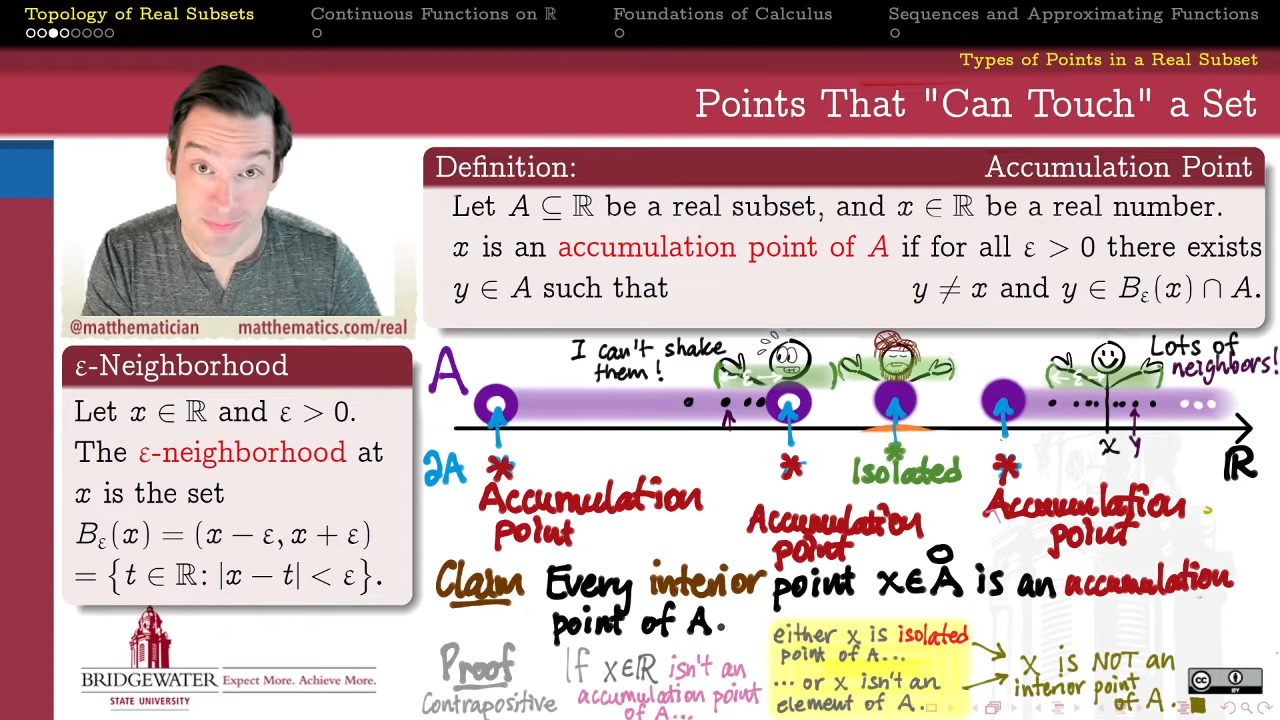 Topology of Real Subsets
Continuous Functions on ℝ
Foundations of Calculus
Sequences and Approximating Functions
Types of Points in a Real Subset
Points That "Can Touch" a Set
Definition: Accumulation Point
Let A ⊆ ℝ be a real subset, and x ∈ ℝ be a real number.
x is an accumulation point of A if for all ε > 0 there exists
y ∈ A such that y ≠ x and y ∈ Bε(x) ∩ A.
@matthematician matthematics.com/real
ε-Neighborhood
Let x ∈ ℝ and ε > 0.
The ε-neighborhood at
x is the set
Bε(x) = (x − ε, x + ε)
= {t ∈ ℝ: |x − t| < ε}.
BRIDGEWATER
STATE UNIVERSITY
Expect More. Achieve More.
A
I can't shake
them!
ε
Lots of
neighbors!
ε
x y
ℝ
∂A
* * * *
Isolated
Accumulation
point
Accumulation
point
Accumulation
point
Claim Every interior point x∈Å is an accumulation
point of A.
Proof
Contrapositive
If x∈ℝ isn't an
accumulation point
of A...
either x is isolated
point of A...
... or x isn't an
element of A.
x is NOT an
interior point
of A.
cc
BY